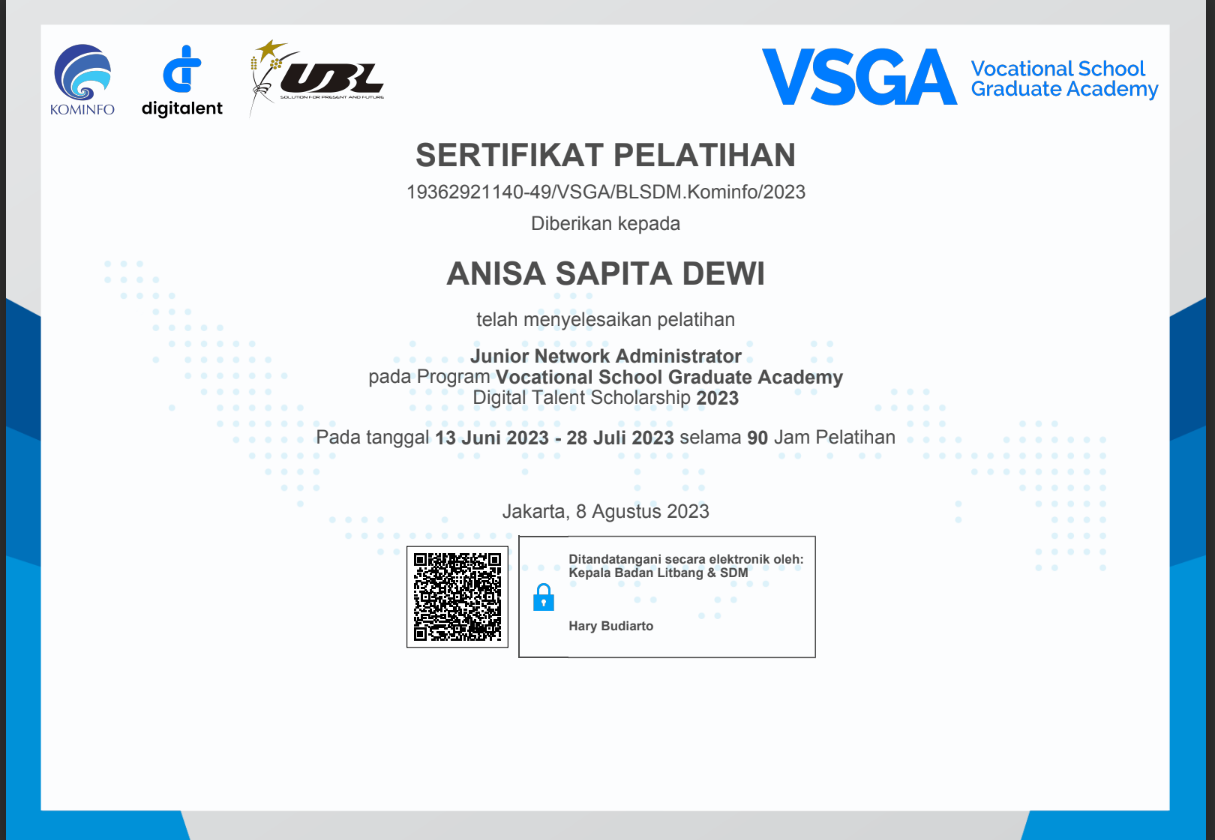 KOMINFO
digitalent
UBL
SOLUTION FOR PRESENT AND FUTURE
VSGA
Vocational School
Graduate Academy
SERTIFIKAT PELATIHAN
19362921140-49/VSGA/BLSDM.Kominfo/2023
Diberikan kepada
ANISA SAPITA DEWI
telah menyelesaikan pelatihan
Junior Network Administrator
pada Program Vocational School Graduate Academy
Digital Talent Scholarship 2023
Pada tanggal 13 Juni 2023 - 28 Juli 2023 selama 90 Jam Pelatihan
Jakarta, 8 Agustus 2023
Ditandatangani secara elektronik oleh:
Kepala Badan Litbang & SDM
Hary Budiarto